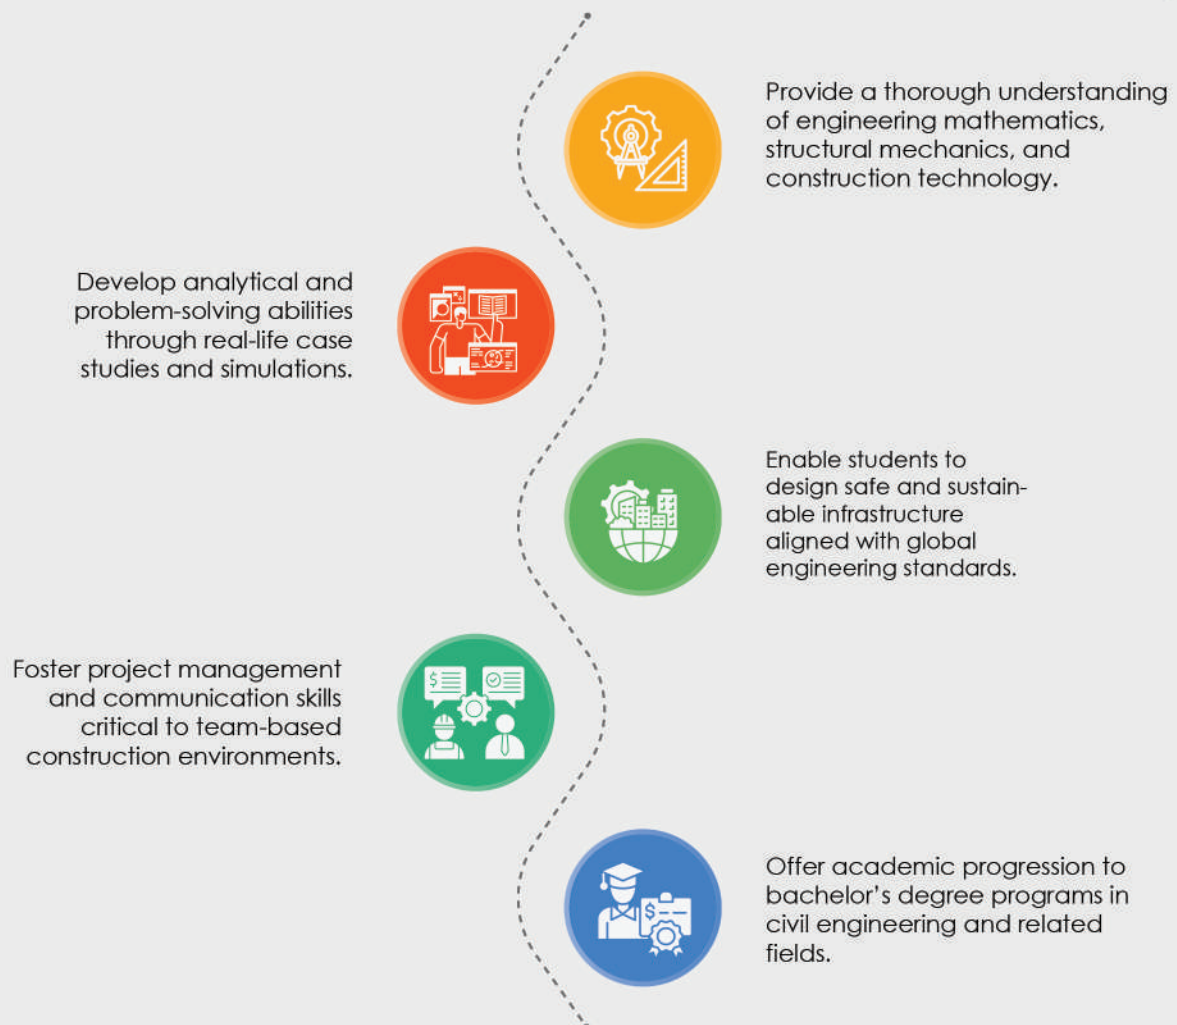 Provide a thorough understanding
of engineering mathematics,
structural mechanics, and
construction technology.
Develop analytical and
problem-solving abilities
through real-life case
studies and simulations.
Enable students to
design safe and sustain-
able infrastructure
aligned with global
engineering standards.
Foster project management
and communication skills
critical to team-based
construction environments.
Offer academic progression to
bachelor’s degree programs in
civil engineering and related
fields.